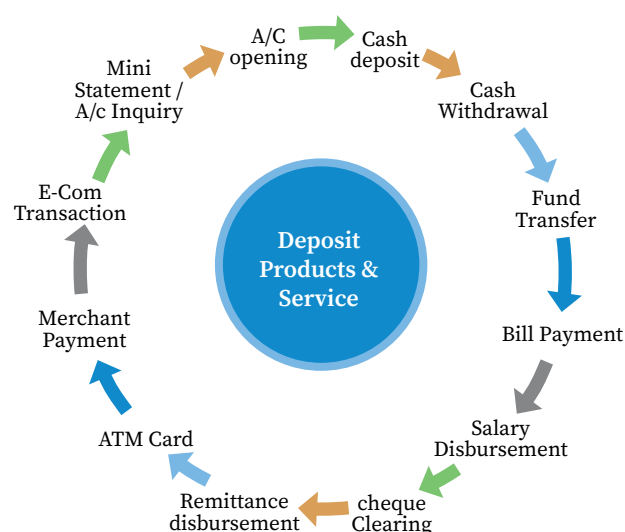 A/C
opening
Cash
deposit
Cash
Withdrawal
Fund
Transfer
Bill Payment
Salary
Disbursement
cheque
Clearing
Remittance
disbursement
ATM Card
Merchant
Payment
E-Com
Transaction
Mini
Statement /
A/c Inquiry
Deposit
Products &
Service